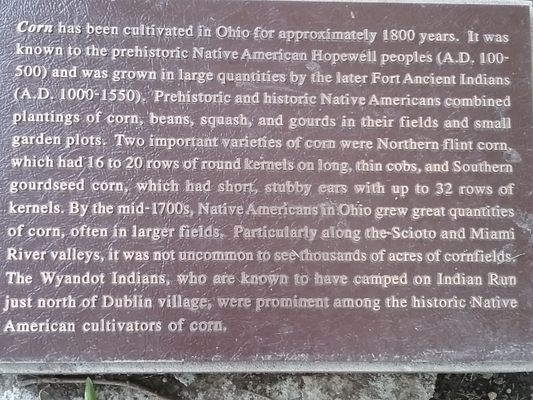 Corn has been cultivated in Ohio for approximately 1800 years. It was
known to the prehistoric Native American Hopewell peoples (A.D. 100-
500) and was grown in large quantities by the later Fort Ancient Indians
(A.D. 1000-1550). Prehistoric and historic Native Americans combined
plantings of corn, beans, squash, and gourds in their fields and small
garden plots. Two important varieties of corn were Northern flint corn,
which had 16 to 20 rows of round kernels on long, thin cobs, and Southern
gourdseed corn, which had short, stubby ears with up to 32 rows of
kernels. By the mid-1700s, Native Americans in Ohio grew great quantities
of corn, often in larger fields. Particularly along the Scioto and Miami
River valleys, it was not uncommon to see thousands of acres of cornfields.
The Wyandot Indians, who are known to have camped on Indian Run
just north of Dublin village, were prominent among the historic Native
American cultivators of corn.